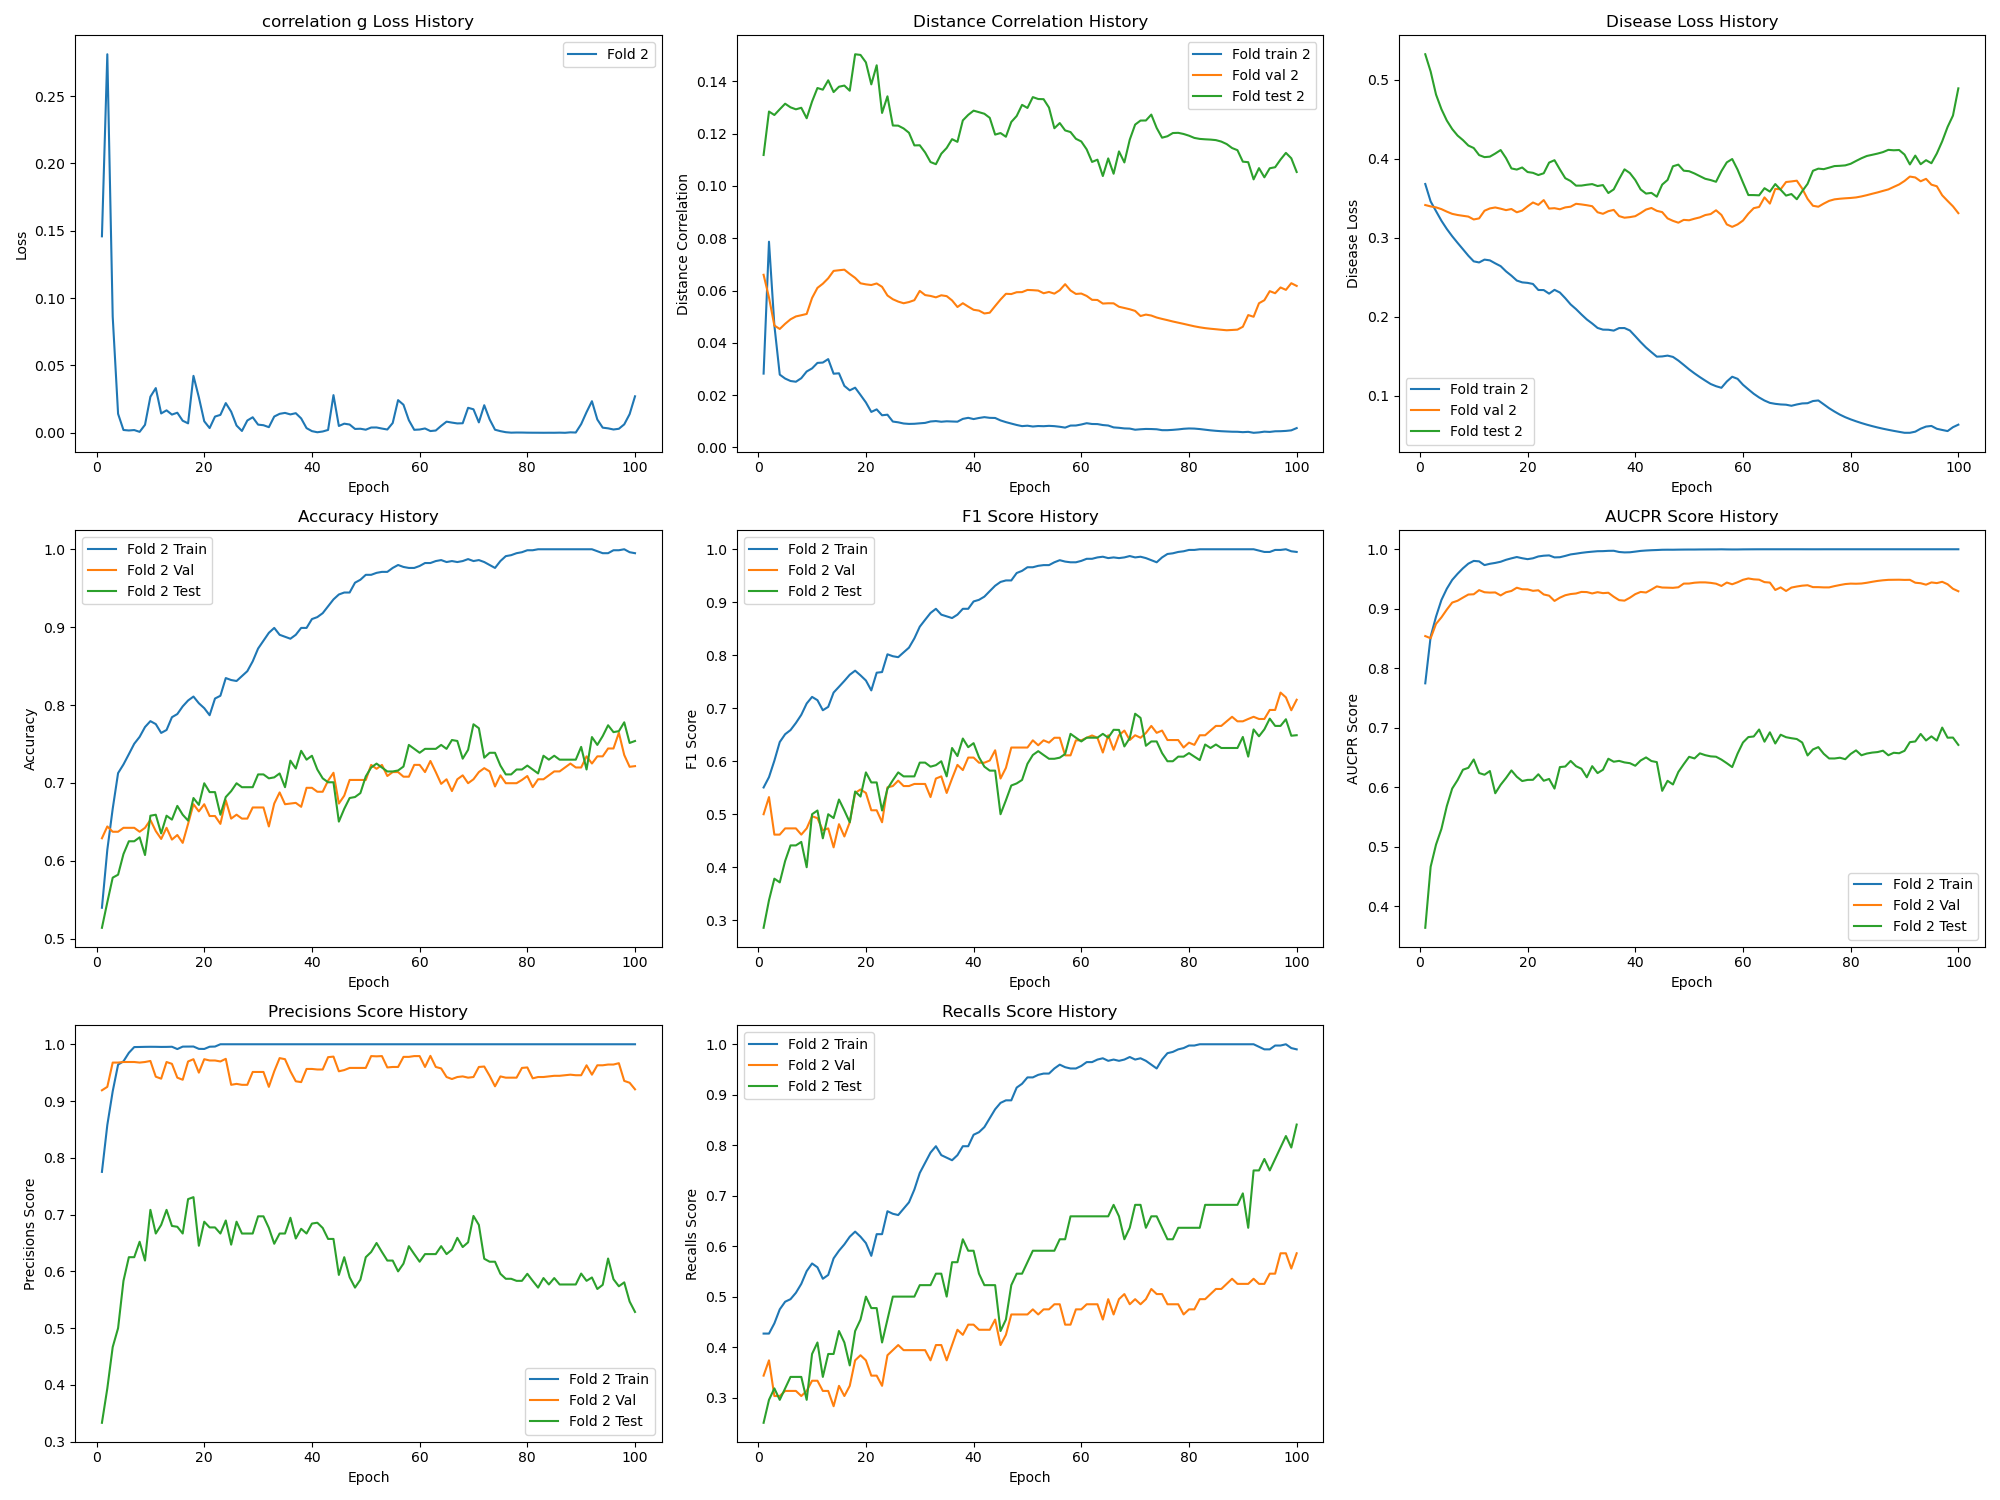 correlation g Loss History
Fold 2
0.25
0.20
0.15
0.10
0.05
0.00
Loss
0 20 40 60 80 100
Epoch
Distance Correlation History
Fold train 2
Fold val 2
Fold test 2
0.14
0.12
0.10
0.08
0.06
0.04
0.02
0.00
Distance Correlation
0 20 40 60 80 100
Epoch
Disease Loss History
0.5
0.4
0.3
0.2
0.1
Disease Loss
Fold train 2
Fold val 2
Fold test 2
0 20 40 60 80 100
Epoch
Accuracy History
Fold 2 Train
Fold 2 Val
Fold 2 Test
1.0
0.9
0.8
0.7
0.6
0.5
Accuracy
0 20 40 60 80 100
Epoch
F1 Score History
Fold 2 Train
Fold 2 Val
Fold 2 Test
1.0
0.9
0.8
0.7
0.6
0.5
0.4
0.3
F1 Score
0 20 40 60 80 100
Epoch
AUCPR Score History
1.0
0.9
0.8
0.7
0.6
0.5
0.4
AUCPR Score
Fold 2 Train
Fold 2 Val
Fold 2 Test
0 20 40 60 80 100
Epoch
Precisions Score History
1.0
0.9
0.8
0.7
0.6
0.5
0.4
0.3
Precisions Score
Fold 2 Train
Fold 2 Val
Fold 2 Test
0 20 40 60 80 100
Epoch
Recalls Score History
Fold 2 Train
Fold 2 Val
Fold 2 Test
1.0
0.9
0.8
0.7
0.6
0.5
0.4
0.3
Recalls Score
0 20 40 60 80 100
Epoch